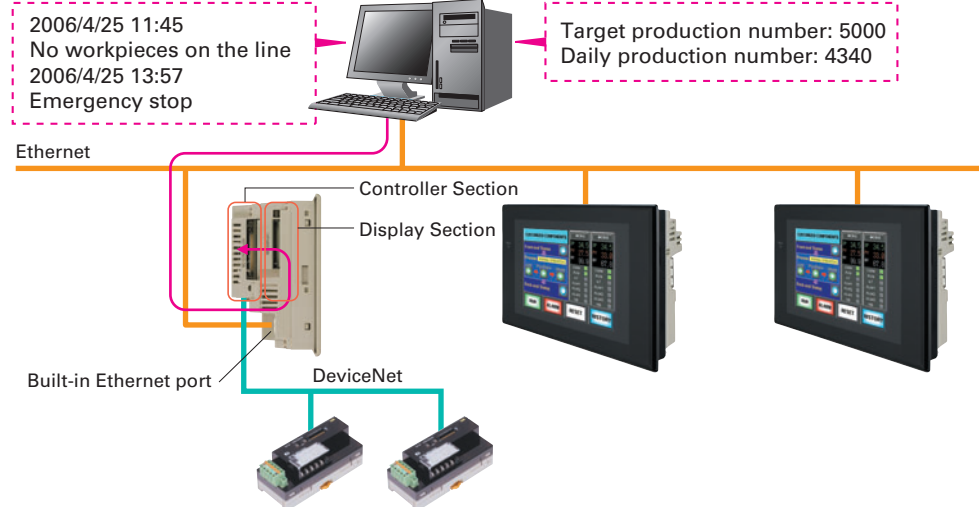 2006/4/25 11:45
No workpieces on the line
2006/4/25 13:57
Emergency stop
Target production number: 5000
Daily production number: 4340
Ethernet
Controller Section
Display Section
Built-in Ethernet port
DeviceNet
RESET
RESET